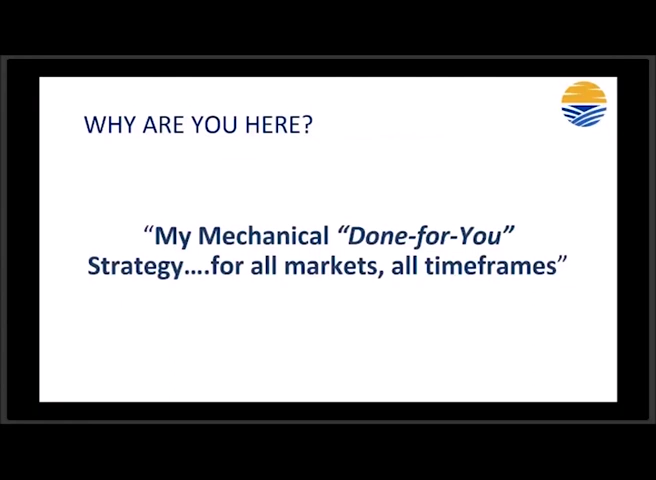 WHY ARE YOU HERE?
“My Mechanical “Done-for-You”
Strategy….for all markets, all timeframes”